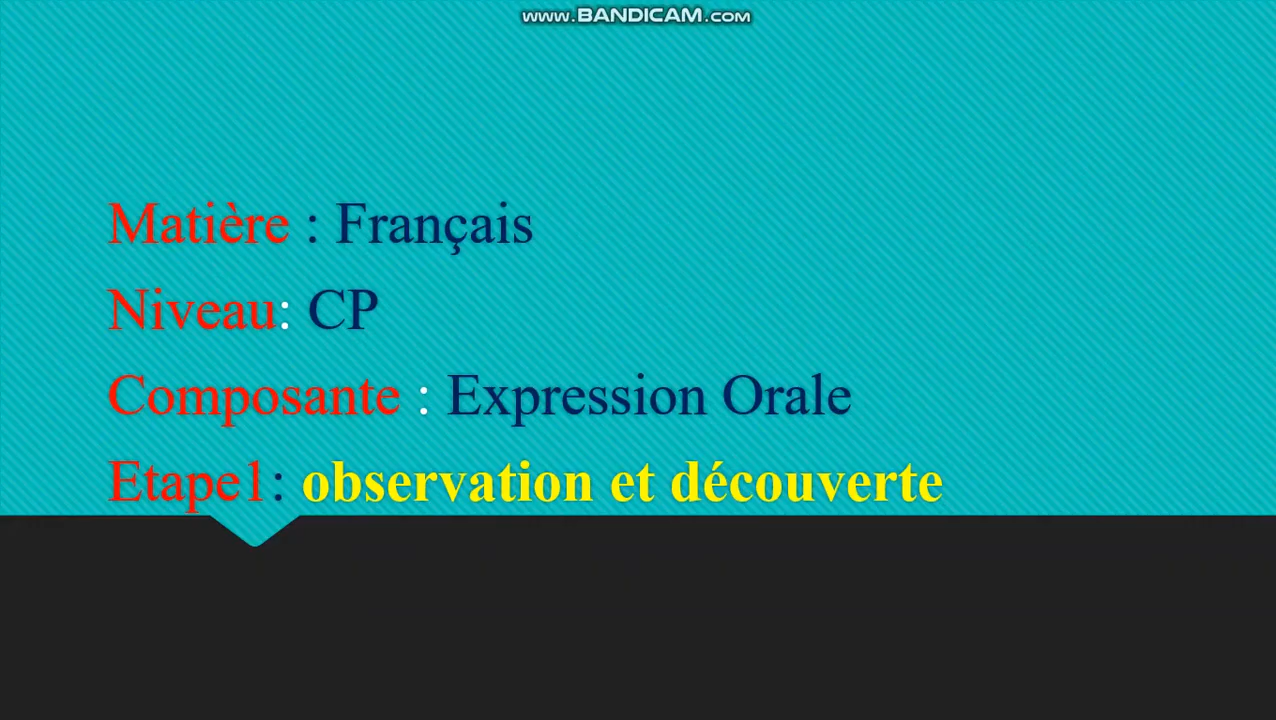 www.BANDICAM.com
Matière : Français
Niveau: CP
Composante : Expression Orale
Etape1: observation et découverte